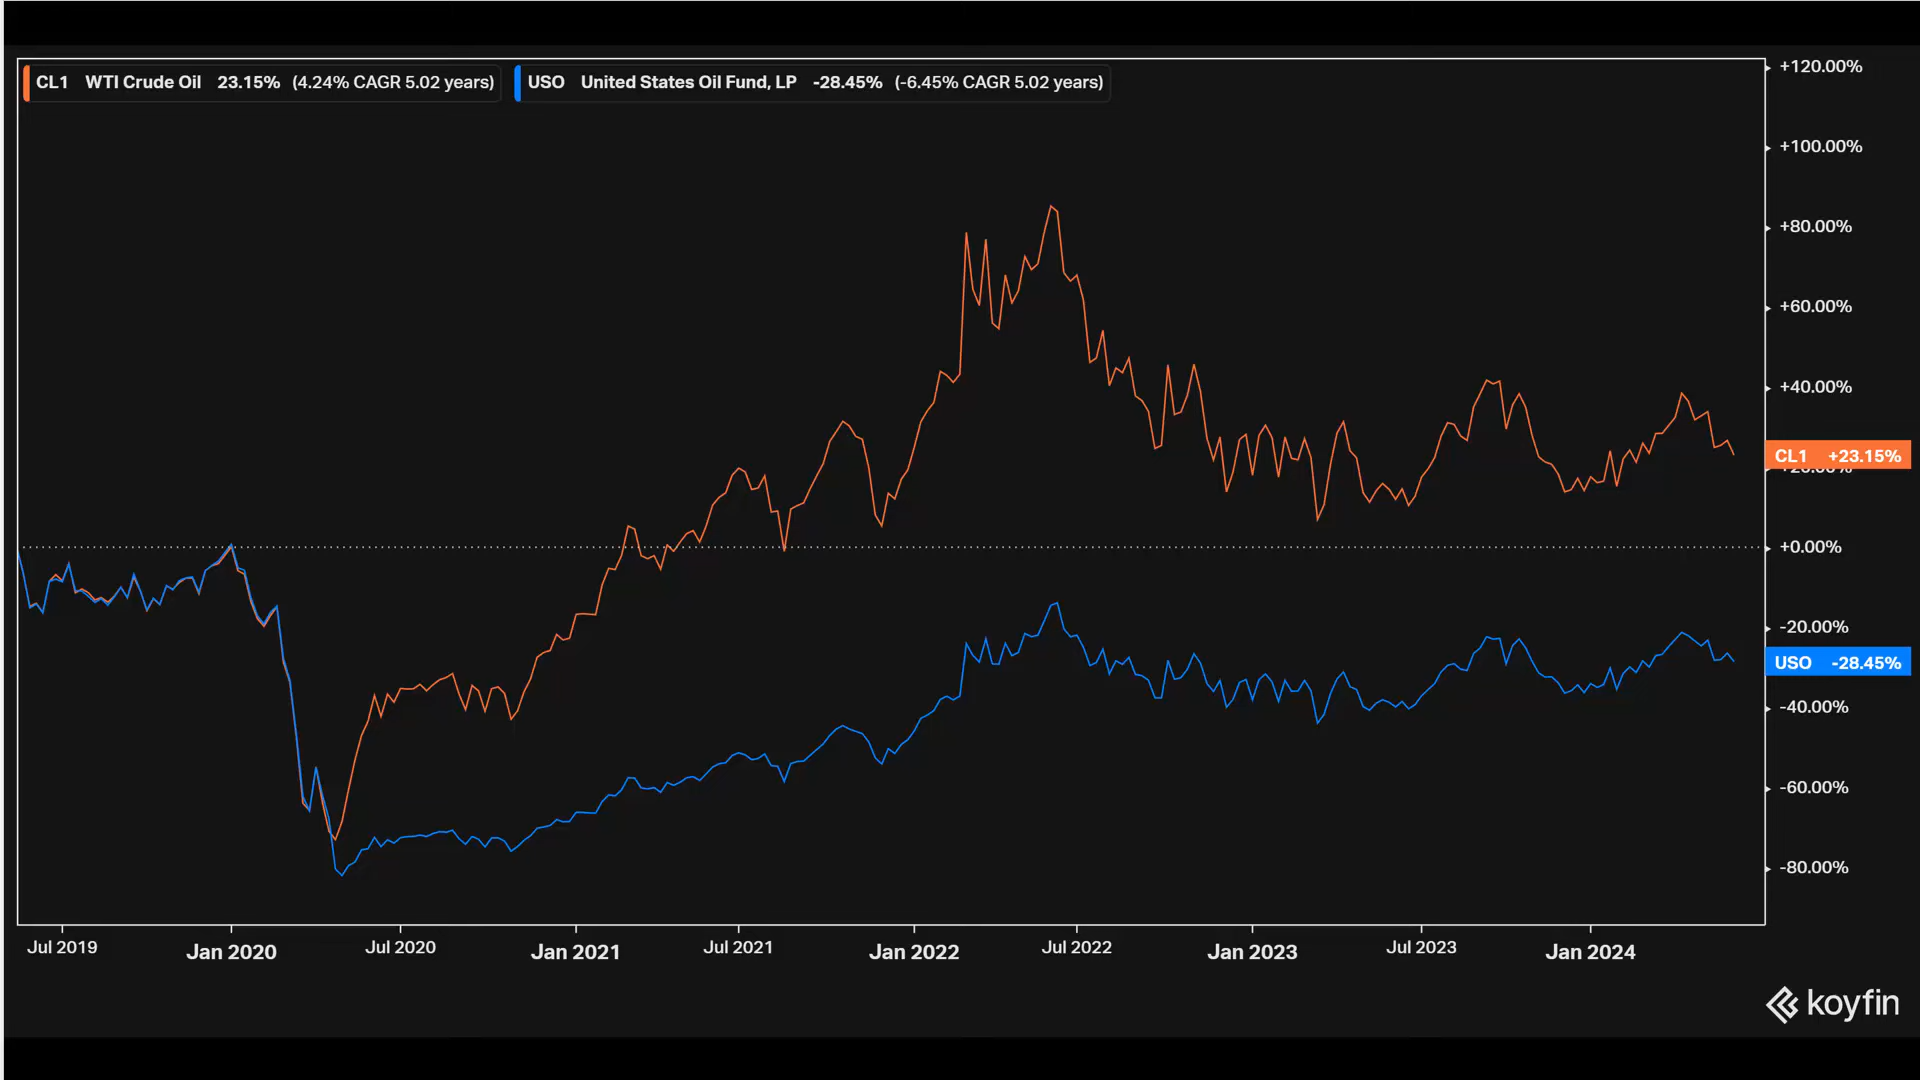 CL1 WTI Crude Oil 23.15% (4.24% CAGR 5.02 years)
USO United States Oil Fund, LP -28.45% (-6.45% CAGR 5.02 years)
+120.00%
+100.00%
+80.00%
+60.00%
+40.00%
CL1 +23.15%
+20.00%
+0.00%
-20.00%
USO -28.45%
-40.00%
-60.00%
-80.00%
Jul 2019 Jan 2020 Jul 2020 Jan 2021 Jul 2021 Jan 2022 Jul 2022 Jan 2023 Jul 2023 Jan 2024
koyfin